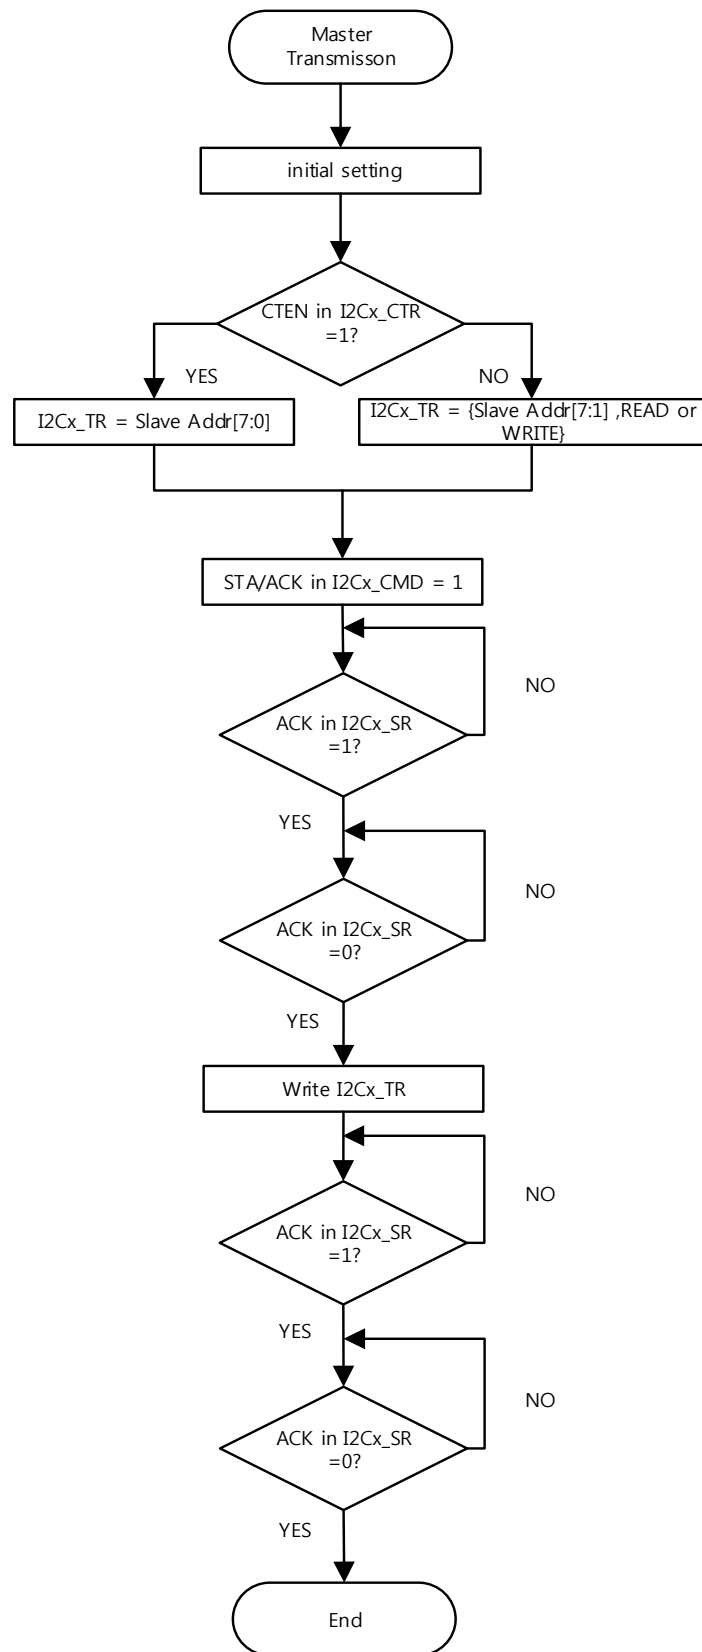 Master
Transmisson
initial setting
CTEN in I2Cx_CTR
=1?
YES
NO
I2Cx_TR = Slave Addr[7:0]
I2Cx_TR = {Slave Addr[7:1] ,READ or
WRITE}
STA/ACK in I2Cx_CMD = 1
NO
ACK in I2Cx_SR
=1?
YES
NO
ACK in I2Cx_SR
=0?
YES
Write I2Cx_TR
NO
ACK in I2Cx_SR
=1?
YES
NO
ACK in I2Cx_SR
=0?
YES
End